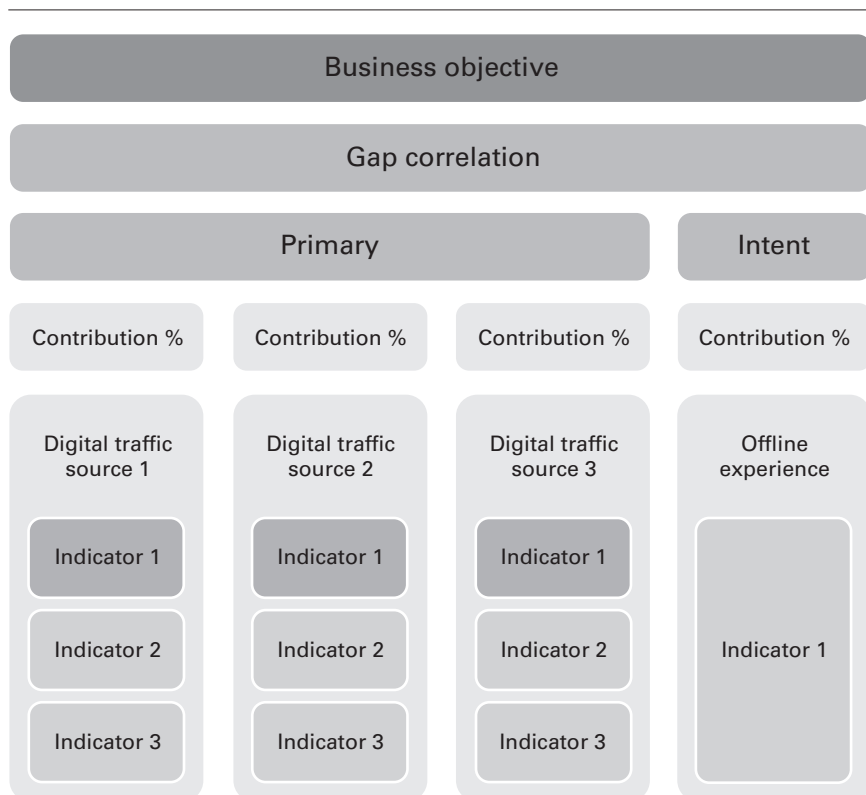 Business objective
Gap correlation
Primary
Intent
Contribution %
Contribution %
Contribution %
Contribution %
Digital traffic
source 1
Indicator 1
Indicator 2
Indicator 3
Digital traffic
source 2
Indicator 1
Indicator 2
Indicator 3
Digital traffic
source 3
Indicator 1
Indicator 2
Indicator 3
Offline
experience
Indicator 1